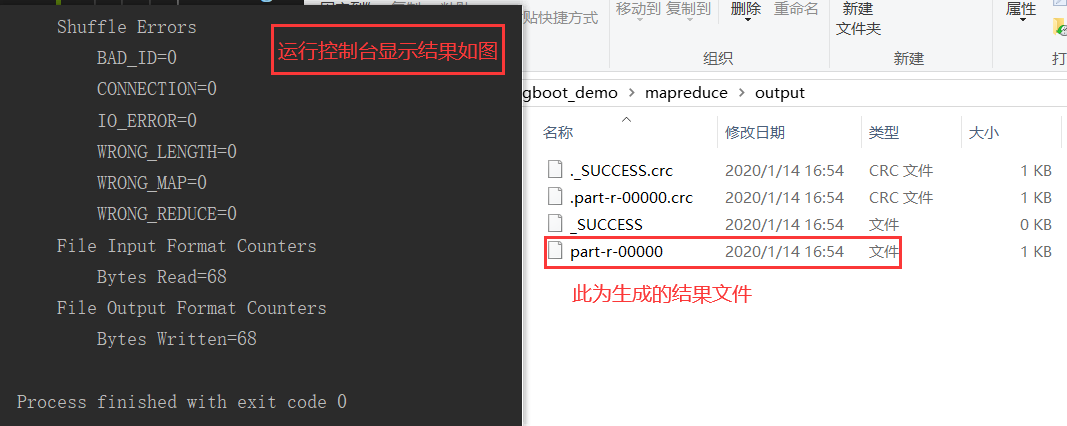 Shuffle Errors
BAD_ID=0
CONNECTION=0
IO_ERROR=0
WRONG_LENGTH=0
WRONG_MAP=0
WRONG_REDUCE=0
File Input Format Counters
Bytes Read=68
File Output Format Counters
Bytes Written=68
Process finished with exit code 0
运行控制台显示结果如图
粘贴快捷方式
移动到 复制到 删除 重命名 新建
文件夹
属性
打
组织 新建
gboot_demo > mapreduce > output
名称 修改日期 类型 大小
._SUCCESS.crc 2020/1/14 16:54 CRC 文件 1 KB
.part-r-00000.crc 2020/1/14 16:54 CRC 文件 1 KB
_SUCCESS 2020/1/14 16:54 文件 0 KB
part-r-00000 2020/1/14 16:54 文件 1 KB
此为生成的结果文件